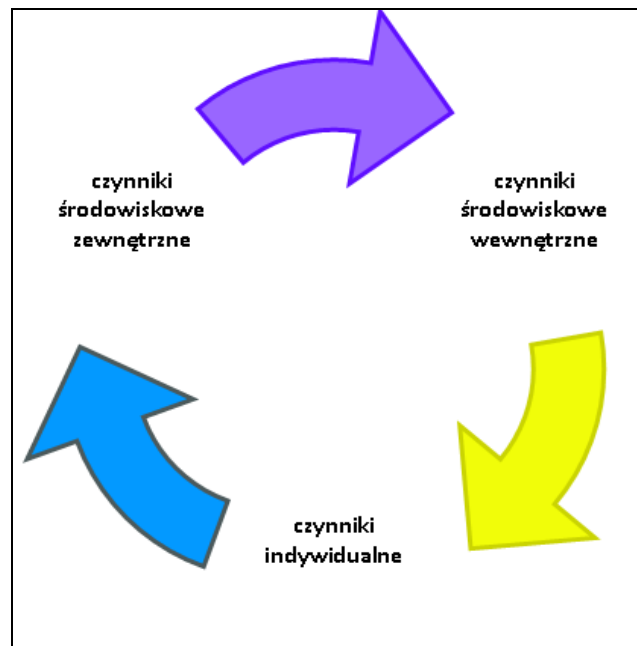 czynniki
środowiskowe
zewnętrzne
czynniki
środowiskowe
wewnętrzne
czynniki
indywidualne